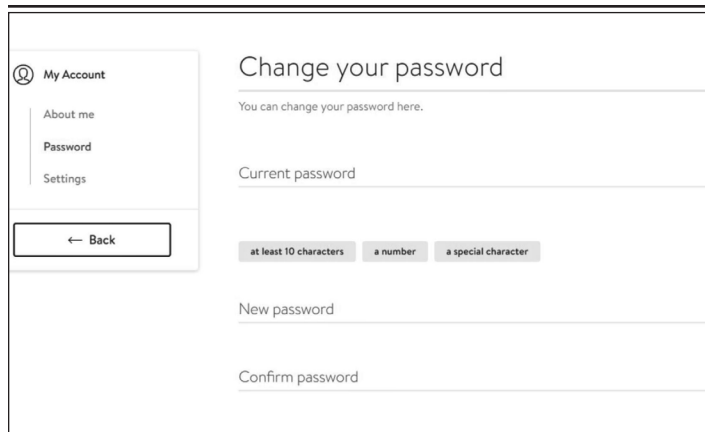 My Account
About me
Password
Settings
← Back
Change your password
You can change your password here.
Current password
at least 10 characters a number a special character
New password
Confirm password